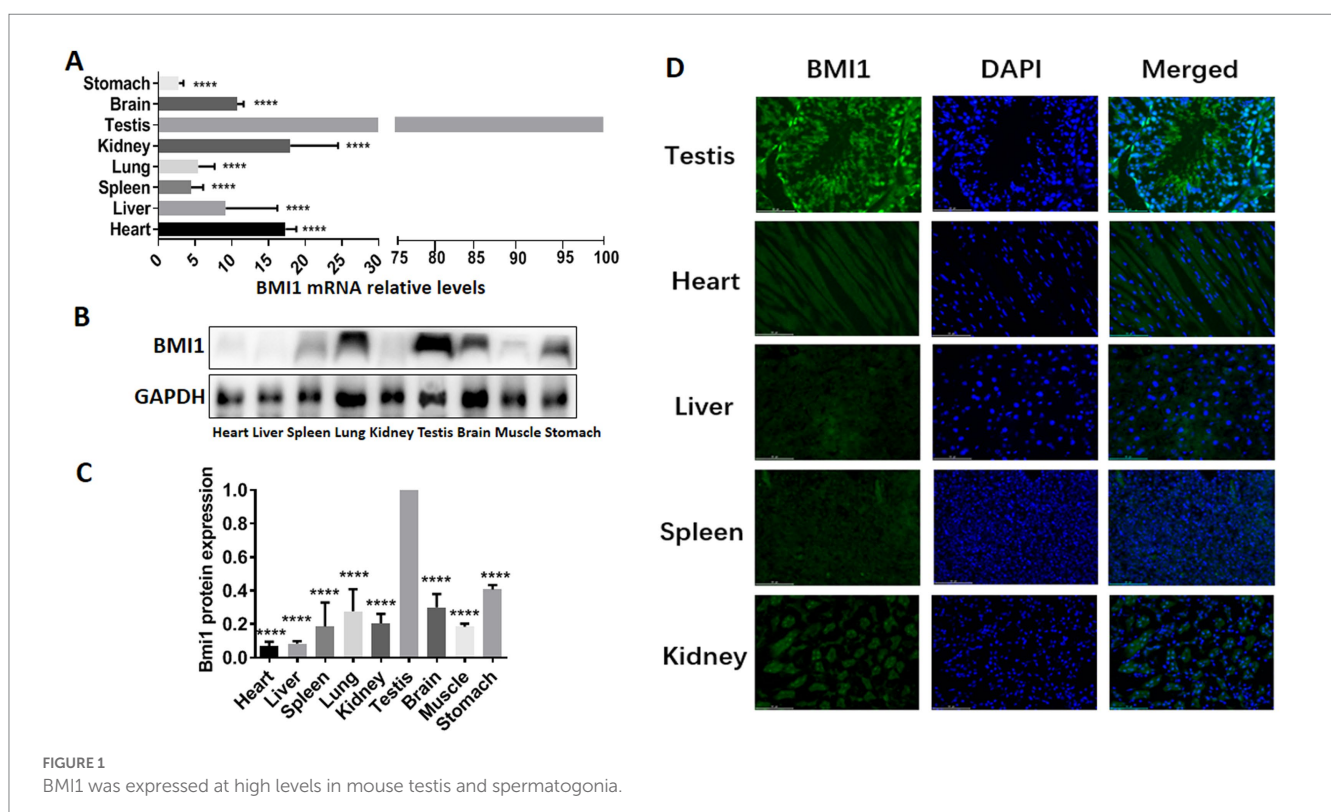 A
Stomach ****
Brain ****
Testis
Kidney ****
Lung ****
Spleen ****
Liver ****
Heart ****
0 5 10 15 20 25 30 75 80 85 90 95 100
BMI1 mRNA relative levels
B
BMI1
GAPDH
Heart Liver Spleen Lung Kidney Testis Brain Muscle Stomach
C
Bmi1 protein expression
1.0
0.8
0.6
0.4
0.2
0.0
**** **** **** **** **** **** **** ****
Heart Liver Spleen Lung Kidney Testis Brain Muscle Stomach
D
BMI1 DAPI Merged
Testis
Heart
Liver
Spleen
Kidney
FIGURE 1
BMI1 was expressed at high levels in mouse testis and spermatogonia.